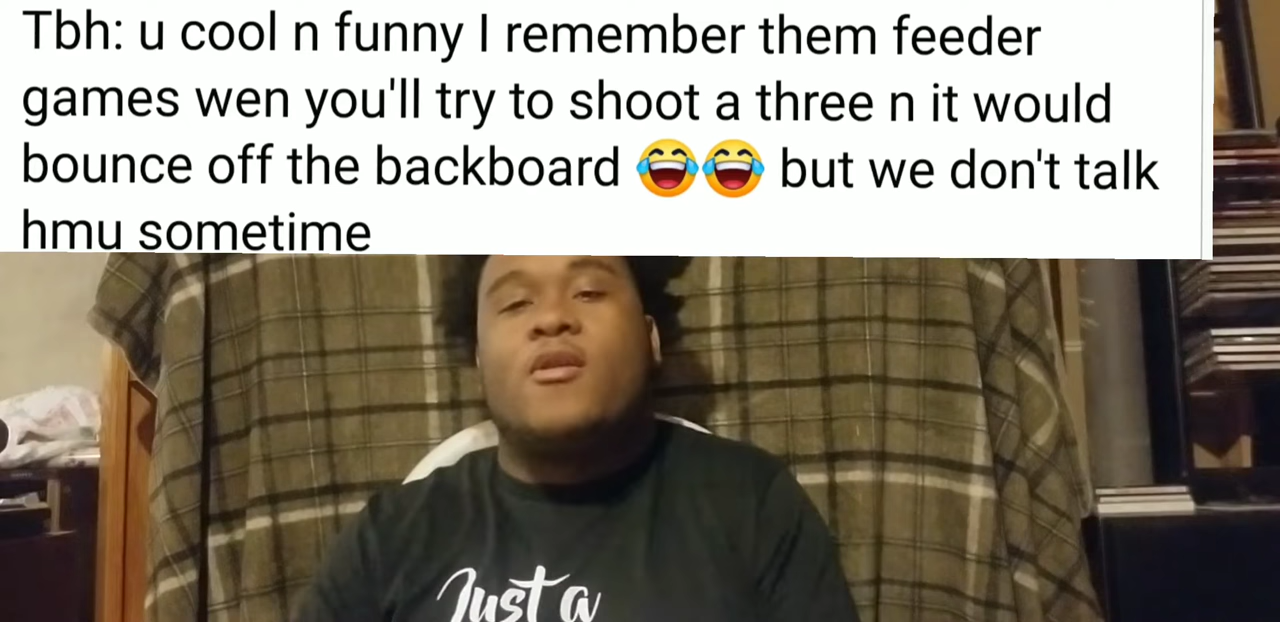 Tbh: u cool n funny I remember them feeder
games wen you'll try to shoot a three n it would
bounce off the backboard 😂😂 but we don't talk
hmu sometime
Just a